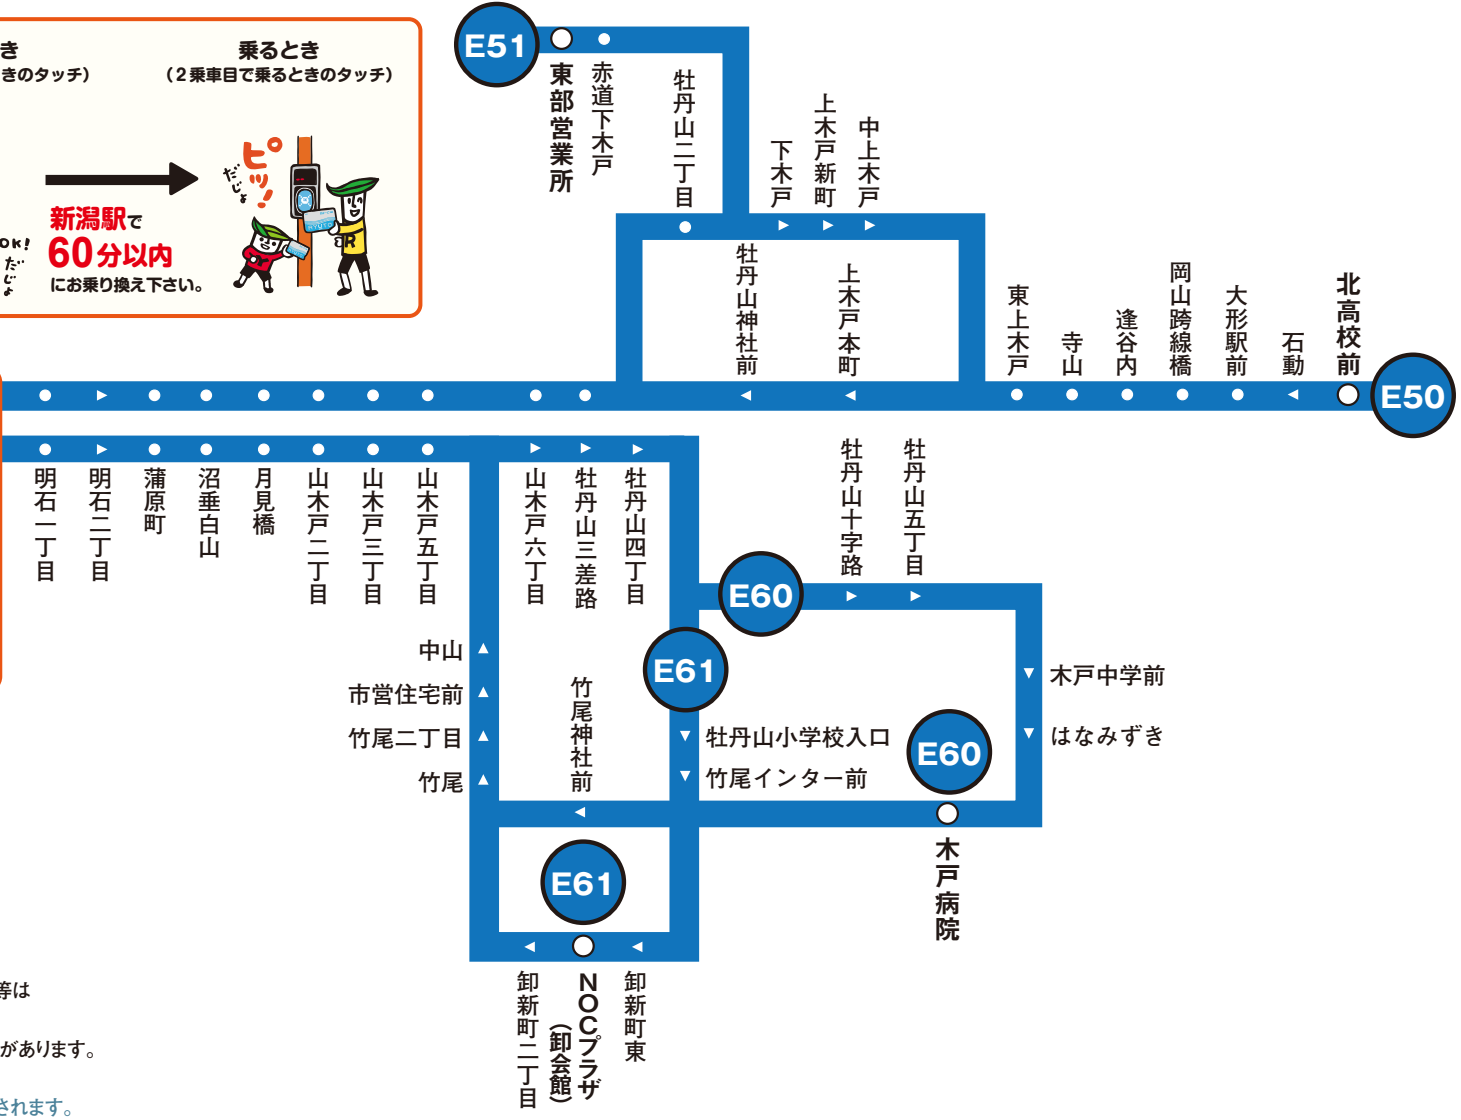 き
きのタッチ)
乗るとき
(2乗車目で乗るときのタッチ)
ピッ!
だじょ
OK!
だじょ
新潟駅で
60分以内
にお乗り換え下さい。
E51
東部営業所
赤道下木戸
牡丹山二丁目
下木戸
上木戸新町
中上木戸
牡丹山神社前
上木戸本町
東上木戸
寺山
逢谷内
岡山跨線橋
大形駅前
石動
北高校前
E50
明石一丁目
明石二丁目
蒲原町
沼垂白山
月見橋
山木戸二丁目
山木戸三丁目
山木戸五丁目
山木戸六丁目
牡丹山三差路
牡丹山四丁目
牡丹山十字路
牡丹山五丁目
E60
E61
中山
市営住宅前
竹尾二丁目
竹尾
竹尾神社前
牡丹山小学校入口
竹尾インター前
E60
木戸中学前
はなみずき
木戸病院
E61
卸新町二丁目
NOCプラザ
(卸会館)
卸新町東
等は
があります。
されます。